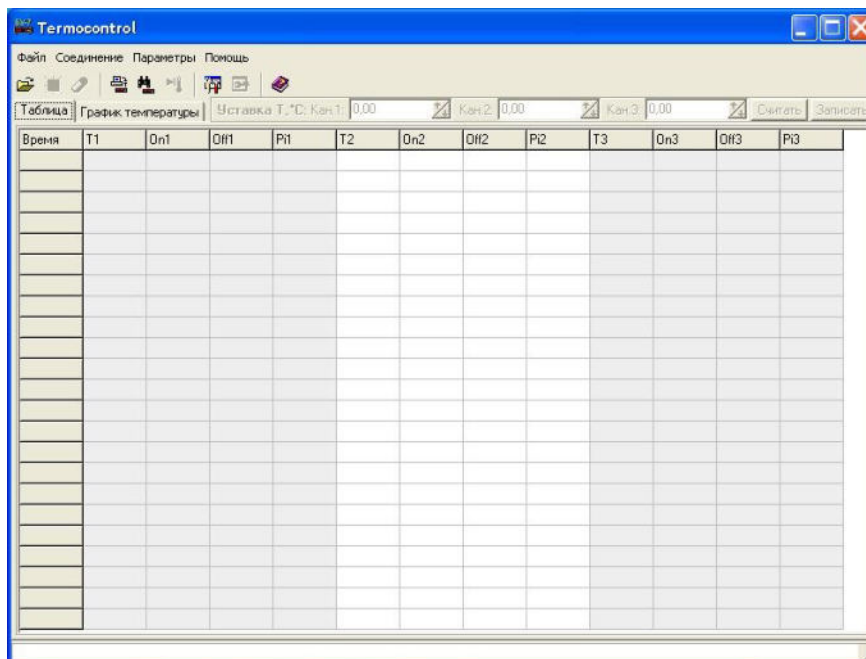 Termocontrol
Файл Соединение Параметры Помощь
Таблица График температуры Уставка T,°C: Кан.1: 0,00 Кан.2: 0,00 Кан.3: 0,00 Считать Записать
Время T1 On1 Off1 Pi1 T2 On2 Off2 Pi2 T3 On3 Off3 Pi3